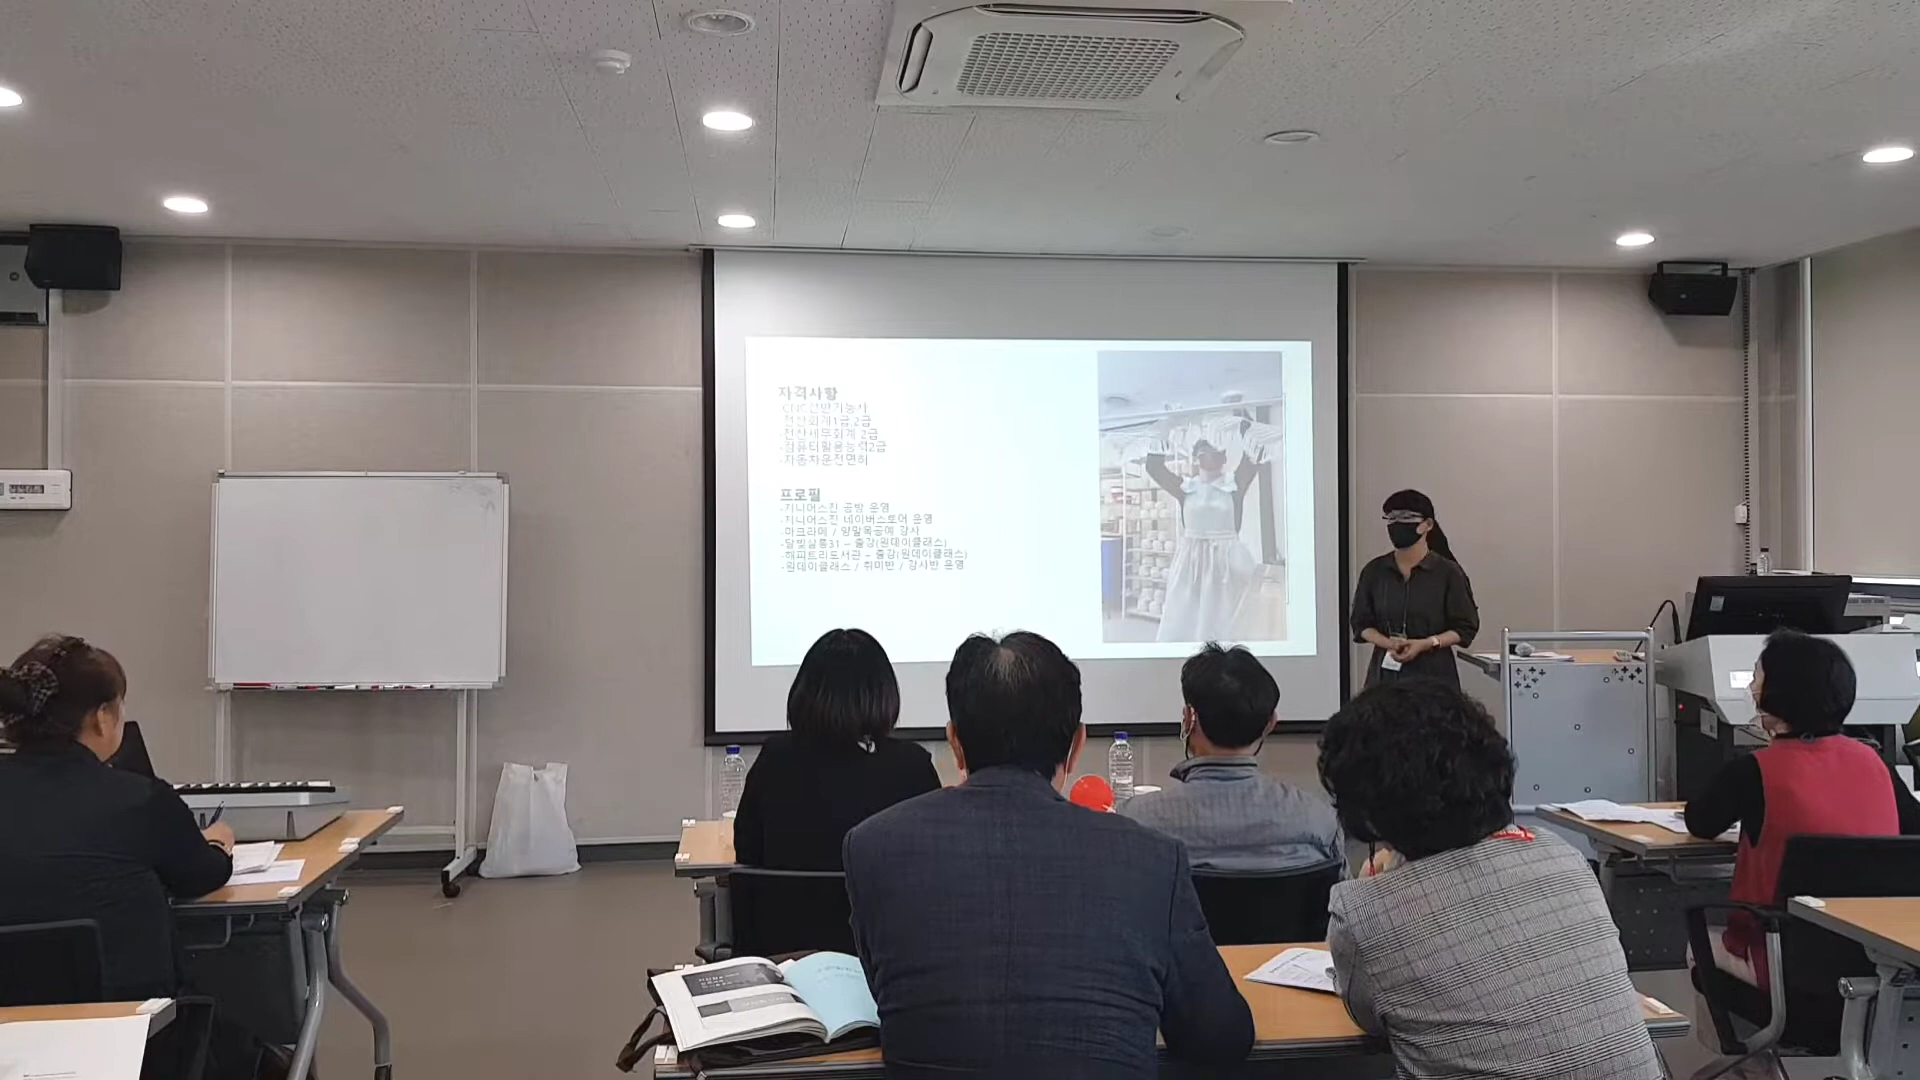 자격사항
-CNC선반기능사
-전산회계1급,2급
-전산세무회계 2급
-컴퓨터활용능력2급
-자동차운전면허
프로필
-지니어스진 공방 운영
-지니어스진 네이버스토어 운영
-마크라메 / 양말목공예 강사
-달빛살롱31 – 출강(원데이클래스)
-해피트리도서관 – 출강(원데이클래스)
-원데이클래스 / 취미반 / 강사반 운영